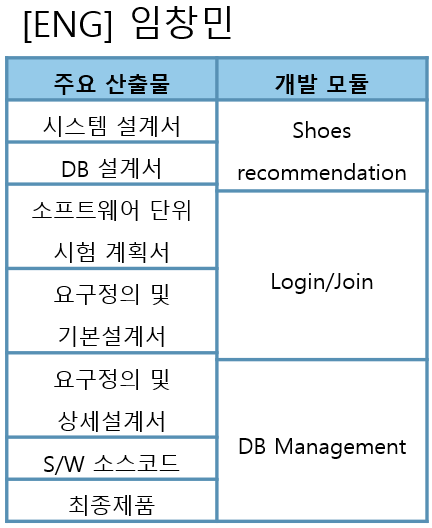 [ENG] 임창민
주요 산출물
개발 모듈
시스템 설계서
DB 설계서
소프트웨어 단위
시험 계획서
요구정의 및
기본설계서
요구정의 및
상세설계서
S/W 소스코드
최종제품
Shoes
recommendation
Login/Join
DB Management